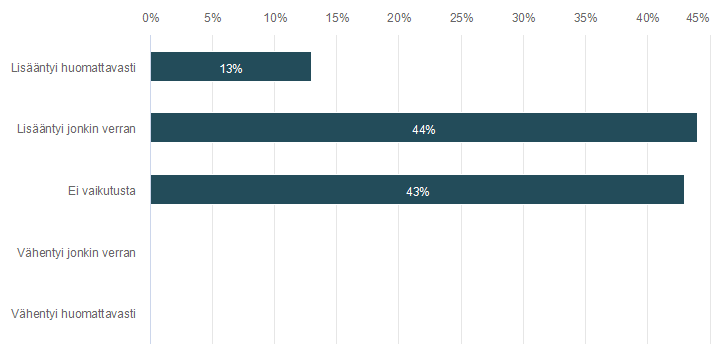 0% 5% 10% 15% 20% 25% 30% 35% 40% 45%
Lisääntyi huomattavasti 13%
Lisääntyi jonkin verran 44%
Ei vaikutusta 43%
Vähentyi jonkin verran
Vähentyi huomattavasti